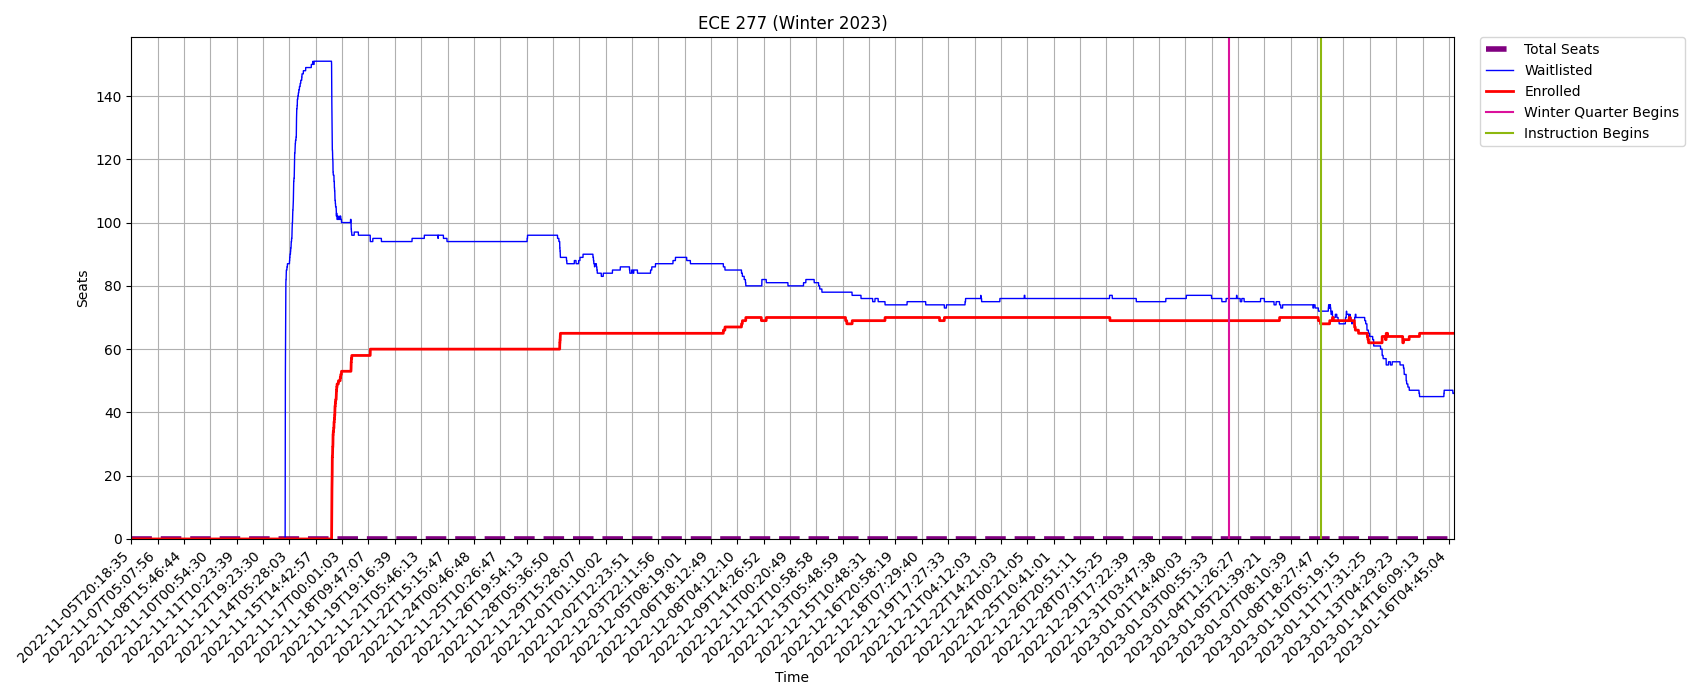 ECE 277 (Winter 2023)
Total Seats
Waitlisted
Enrolled
Winter Quarter Begins
Instruction Begins
Seats
140
120
100
80
60
40
20
0
2022-11-05T20:18:35
2022-11-07T05:07:56
2022-11-08T15:46:44
2022-11-10T00:54:30
2022-11-11T10:23:39
2022-11-12T19:23:30
2022-11-14T05:28:03
2022-11-15T14:42:57
2022-11-17T00:01:03
2022-11-18T09:47:07
2022-11-19T19:16:39
2022-11-21T05:46:13
2022-11-22T15:15:47
2022-11-24T00:46:48
2022-11-25T10:26:47
2022-11-26T19:54:13
2022-11-28T05:36:50
2022-11-29T15:28:07
2022-12-01T01:10:02
2022-12-02T12:23:51
2022-12-03T22:11:56
2022-12-05T08:19:01
2022-12-06T18:12:49
2022-12-08T04:12:10
2022-12-09T14:26:52
2022-12-11T00:20:49
2022-12-12T10:58:58
2022-12-13T05:48:59
2022-12-15T10:48:31
2022-12-16T20:58:19
2022-12-18T07:29:40
2022-12-19T17:27:33
2022-12-21T04:12:03
2022-12-22T14:21:03
2022-12-24T00:21:05
2022-12-25T10:41:01
2022-12-26T20:51:11
2022-12-28T07:15:25
2022-12-29T17:22:39
2022-12-31T03:47:38
2023-01-01T14:40:03
2023-01-03T00:55:33
2023-01-04T11:26:27
2023-01-05T21:39:21
2023-01-07T08:10:39
2023-01-08T18:27:47
2023-01-10T05:19:15
2023-01-11T17:31:25
2023-01-13T04:29:23
2023-01-14T16:09:13
2023-01-16T04:45:04
Time